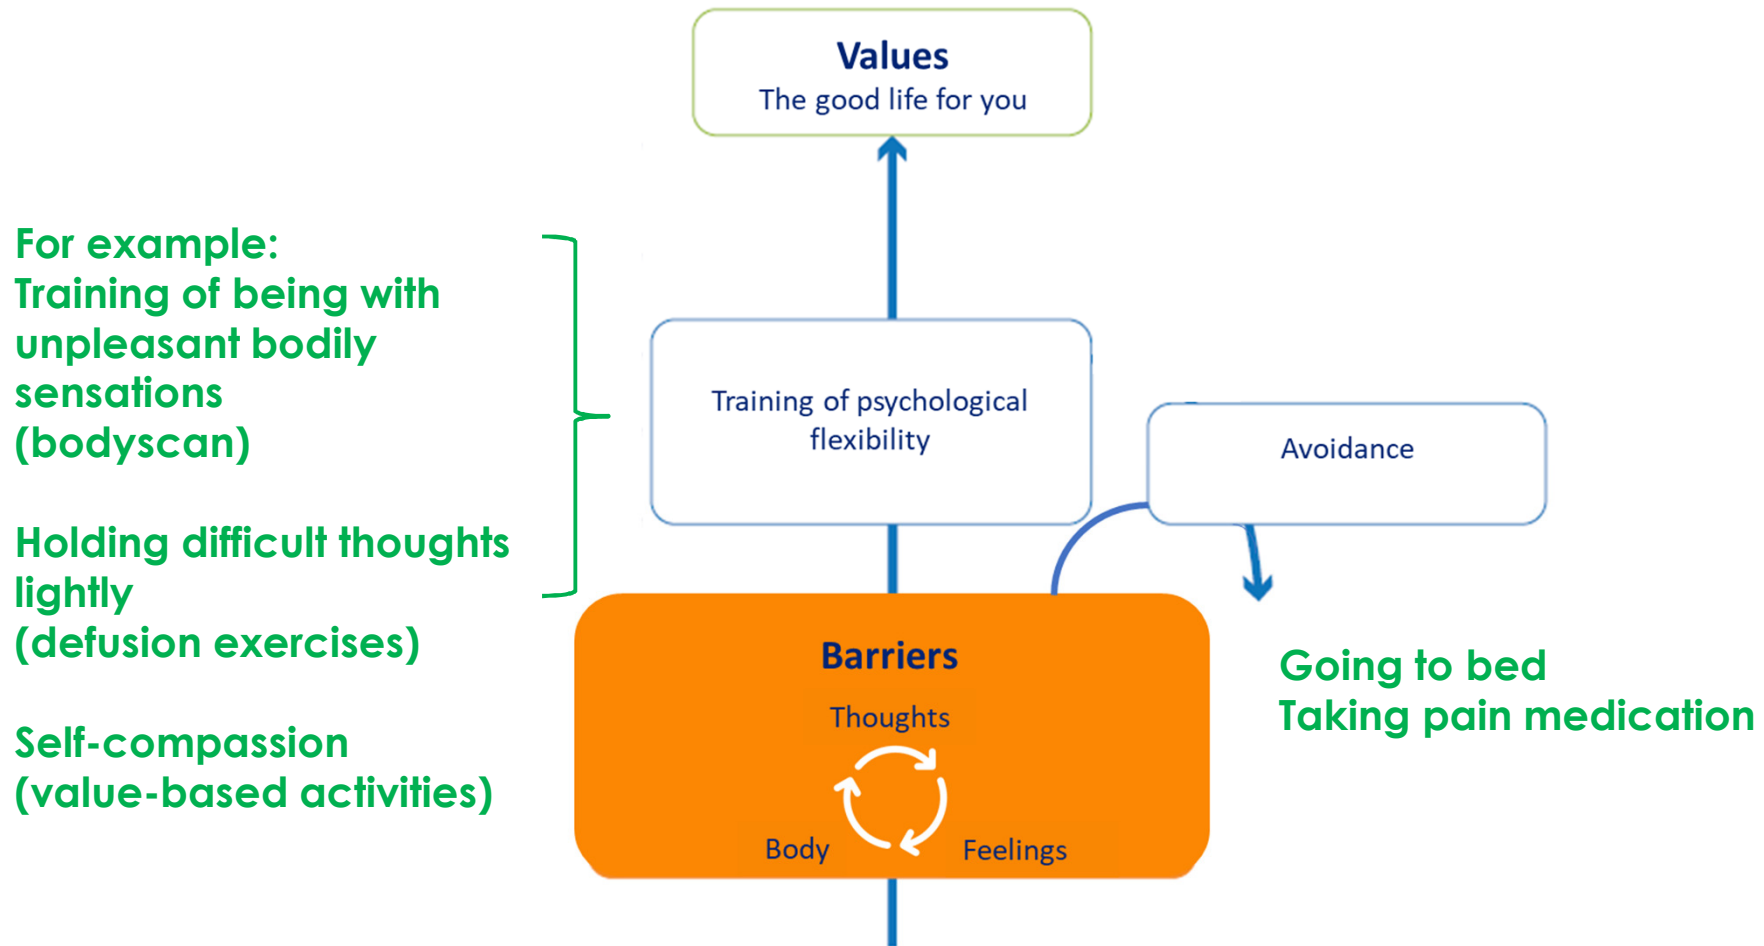 Values
The good life for you
For example:
Training of being with
unpleasant bodily
sensations
(bodyscan)
Holding difficult thoughts
lightly
(defusion exercises)
Self-compassion
(value-based activities)
Training of psychological
flexibility
Avoidance
Going to bed
Taking pain medication
Barriers
Thoughts
Body
Feelings